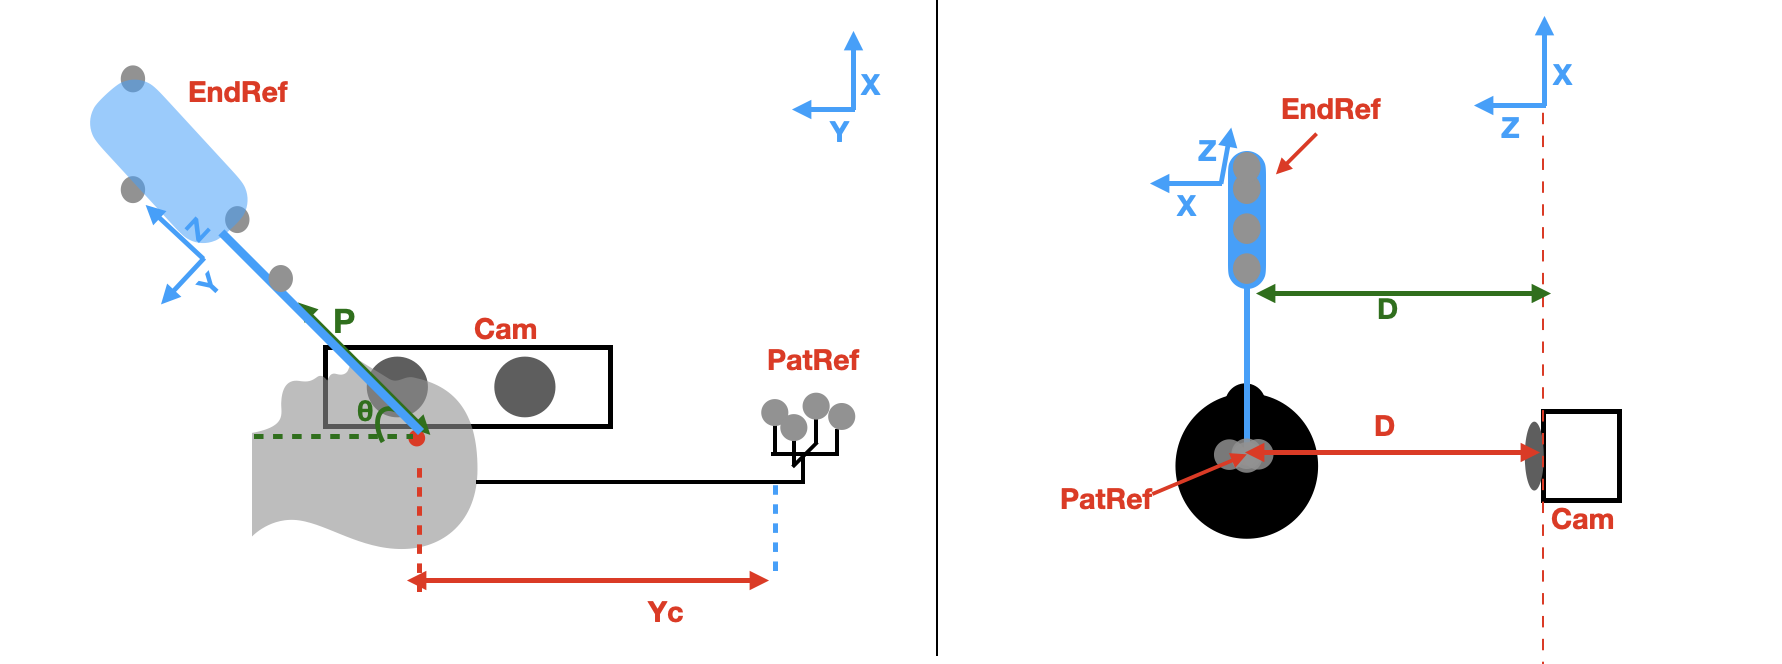 EndRef
X
Y
Z
Y
P
Cam
PatRef
θ
Yc
X
Z
EndRef
Z
X
D
D
PatRef
Cam